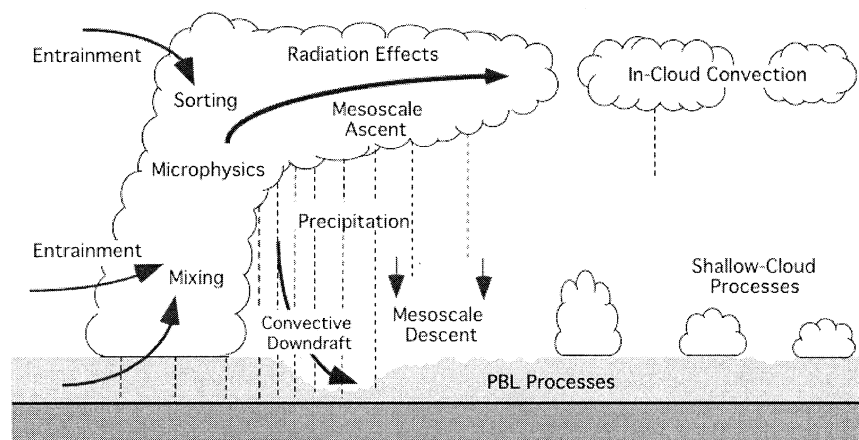 Entrainment
Radiation Effects
In-Cloud Convection
Sorting
Mesoscale
Ascent
Microphysics
Precipitation
Entrainment
Mixing
Shallow-Cloud
Processes
Convective
Downdraft
Mesoscale
Descent
PBL Processes